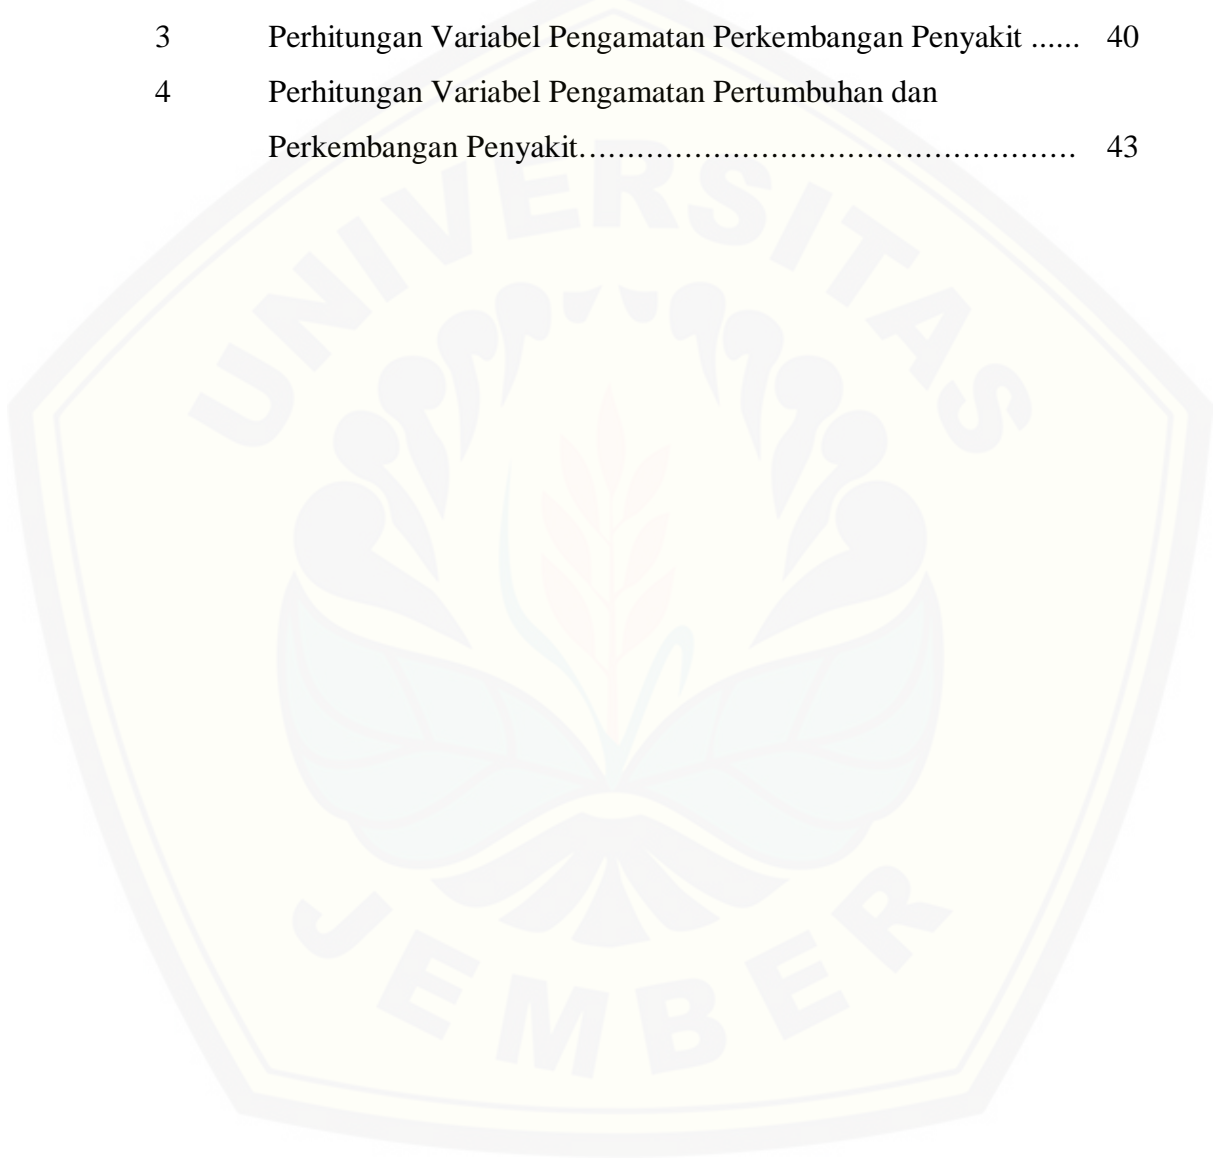 3 Perhitungan Variabel Pengamatan Perkembangan Penyakit ...... 40
4 Perhitungan Variabel Pengamatan Pertumbuhan dan
Perkembangan Penyakit.................................................... 43
UNIVERSITAS
JEMBER